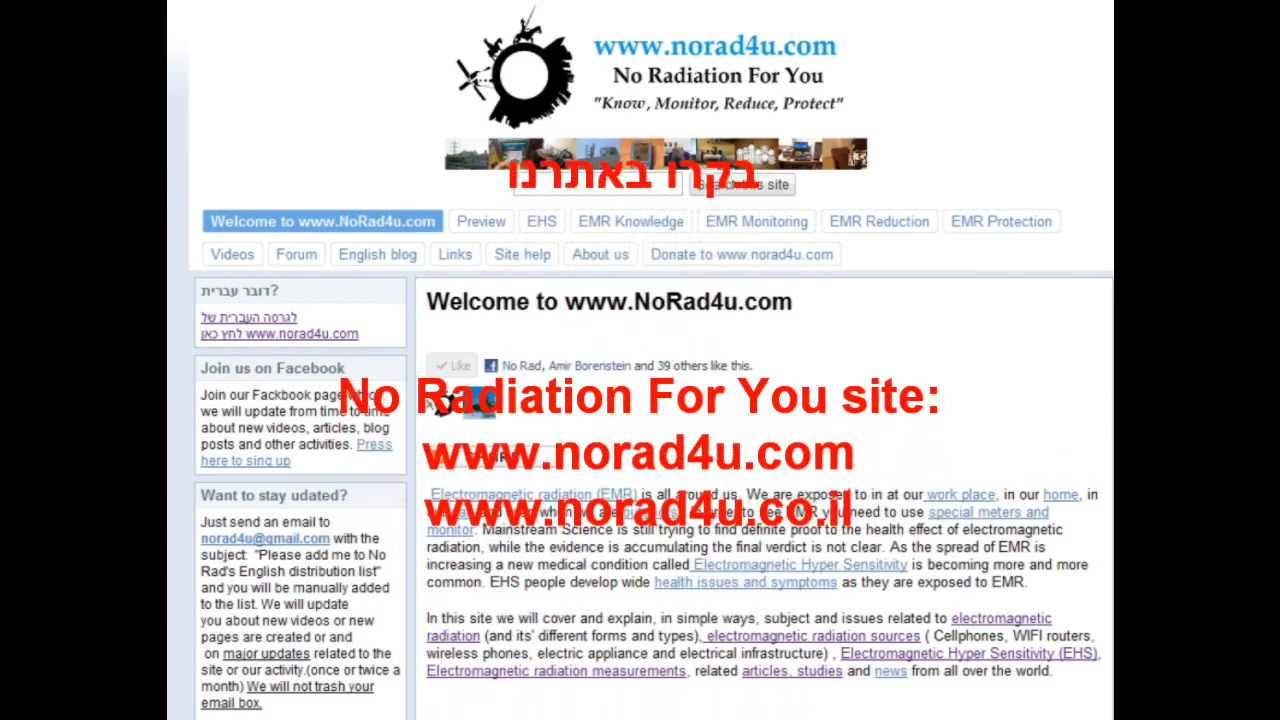 www.norad4u.com
No Radiation For You
"Know, Monitor, Reduce, Protect"
בקרו באתרנו
site
Welcome to www.NoRad4u.com
Preview
EHS
EMR Knowledge
EMR Monitoring
EMR Reduction
EMR Protection
Videos
Forum
English blog
Links
Site help
About us
Donate to www.norad4u.com
דובר עברית?
לגרסה העברית של
www.norad4u.com לחץ כאן
Join us on Facebook
Join our Fackbook page
we will update from time to time
about new videos, articles, blog
posts and other activities. Press
here to sing up
Want to stay udated?
Just send an email to
norad4u@gmail.com with the
subject: "Please add me to No
Rad's English distribution list"
and you will be manually added
to the list. We will update
you about new videos or new
pages are created or and
on major updates related to the
site or our activity.(once or twice a
month) We will not trash your
email box.
Welcome to www.NoRad4u.com
Like
No Rad, Amir Borenstein and 39 others like this.
No Radiation For You site:
www.norad4u.com
www.norad4u.co.il
Electromagnetic radiation (EMR) is all around us. We are exposed to in at our work place, in our home, in
and when we are to see EMR you need to use special meters and
monitor. Mainstream Science is still trying to find definite proof to the health effect of electromagnetic
radiation, while the evidence is accumulating the final verdict is not clear. As the spread of EMR is
increasing a new medical condition called Electromagnetic Hyper Sensitivity is becoming more and more
common. EHS people develop wide health issues and symptoms as they are exposed to EMR.
In this site we will cover and explain, in simple ways, subject and issues related to electromagnetic
radiation (and its' different forms and types), electromagnetic radiation sources ( Cellphones, WIFI routers,
wireless phones, electric appliance and electrical infrastructure) , Electromagnetic Hyper Sensitivity (EHS),
Electromagnetic radiation measurements, related articles, studies and news from all over the world.